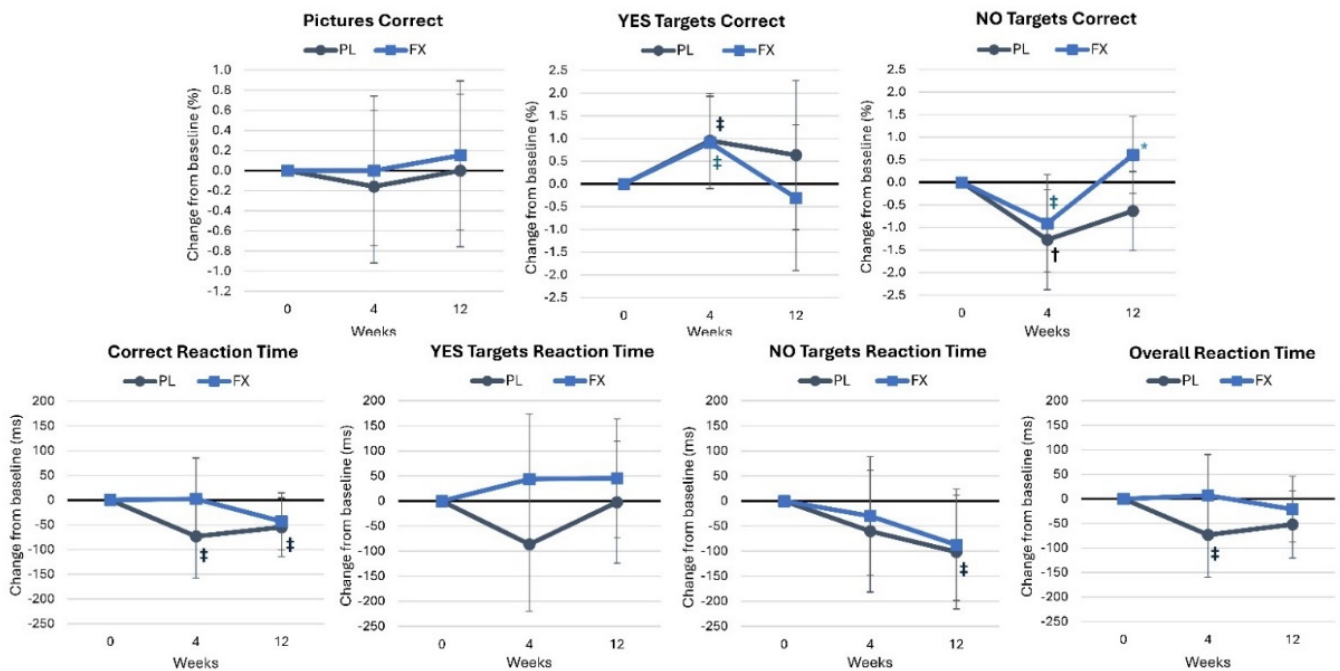 Pictures Correct
PL FX
Change from baseline (%)
1.0
0.8
0.6
0.4
0.2
0.0
-0.2
-0.4
-0.6
-0.8
-1.0
-1.2
0 4 12
Weeks
YES Targets Correct
PL FX
Change from baseline (%)
2.5
2.0
1.5
1.0
0.5
0.0
-0.5
-1.0
-1.5
-2.0
-2.5
‡
‡
0 4 12
Weeks
NO Targets Correct
PL FX
Change from baseline (%)
2.5
2.0
1.5
1.0
0.5
0.0
-0.5
-1.0
-1.5
-2.0
-2.5
*
‡
†
0 4 12
Weeks
Correct Reaction Time
PL FX
Change from baseline (ms)
200
150
100
50
0
-50
-100
-150
-200
-250
‡ ‡
0 4 12
Weeks
YES Targets Reaction Time
PL FX
Change from baseline (ms)
200
150
100
50
0
-50
-100
-150
-200
-250
0 4 12
Weeks
NO Targets Reaction Time
PL FX
Change from baseline (ms)
200
150
100
50
0
-50
-100
-150
-200
-250
‡
0 4 12
Weeks
Overall Reaction Time
PL FX
Change from baseline (ms)
200
150
100
50
0
-50
-100
-150
-200
-250
‡
0 4 12
Weeks